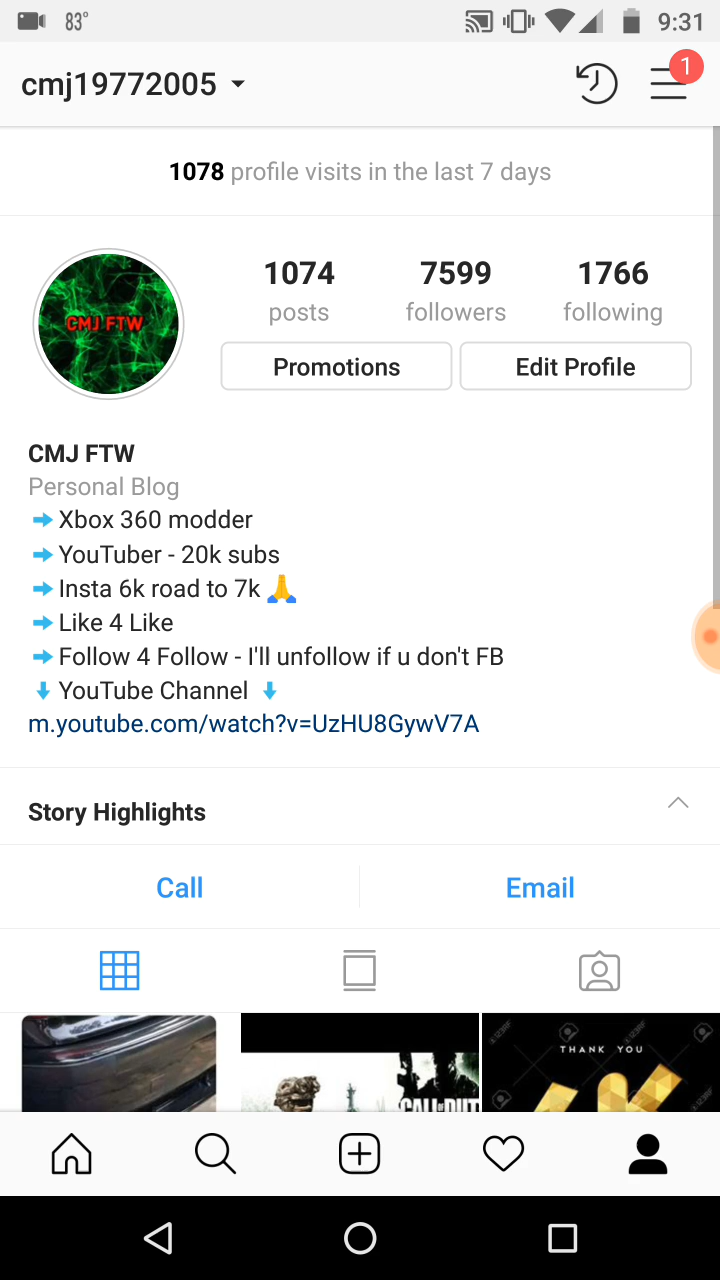 83°
9:31
cmj19772005
1
1078 profile visits in the last 7 days
CMJ FTW
1074 7599 1766
posts followers following
Promotions Edit Profile
CMJ FTW
Personal Blog
➡Xbox 360 modder
➡YouTuber - 20k subs
➡Insta 6k road to 7k 🙏
➡Like 4 Like
➡Follow 4 Follow - I'll unfollow if u don't FB
⬇YouTube Channel ⬇
m.youtube.com/watch?v=UzHU8GywV7A
Story Highlights
Call Email
CALL OF DUTY
THANK YOU